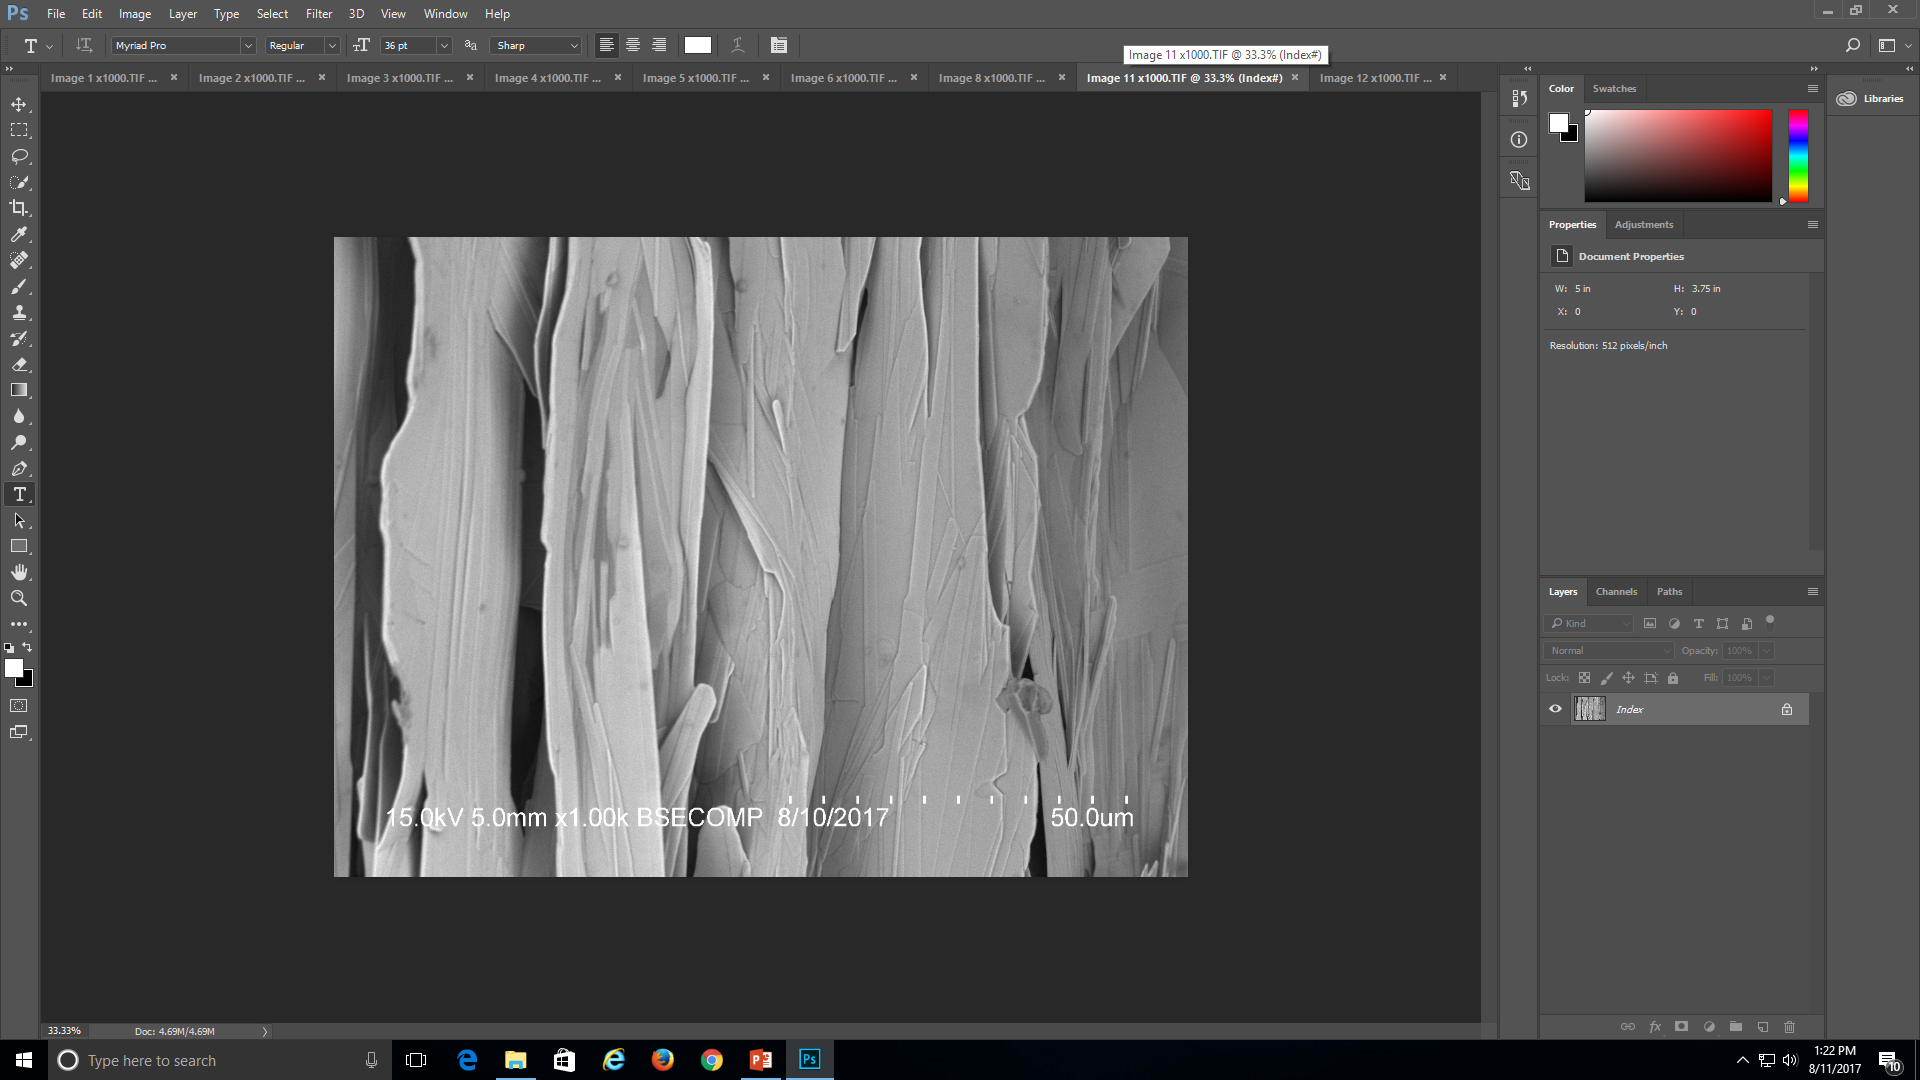 Ps File Edit Image Layer Type Select Filter 3D View Window Help
T Myriad Pro Regular 36 pt Sharp
Image 11 x1000.TIF @ 33.3% (Index#)
Image 1 x1000.TIF ... × Image 2 x1000.TIF ... × Image 3 x1000.TIF ... × Image 4 x1000.TIF ... × Image 5 x1000.TIF ... × Image 6 x1000.TIF ... × Image 8 x1000.TIF ... × Image 11 x1000.TIF @ 33.3% (Index#) × Image 12 x1000.TIF ... ×
Color Swatches
Libraries
Properties Adjustments
Document Properties
W: 5 in H: 3.75 in
X: 0 Y: 0
Resolution: 512 pixels/inch
Layers Channels Paths
Kind
Normal Opacity: 100%
Lock: Fill: 100%
Index
15.0kV 5.0mm x1.00k BSECOMP 8/10/2017 50.0um
33.33% Doc: 4.69M/4.69M
Type here to search
Ps
1:22 PM
8/11/2017
10